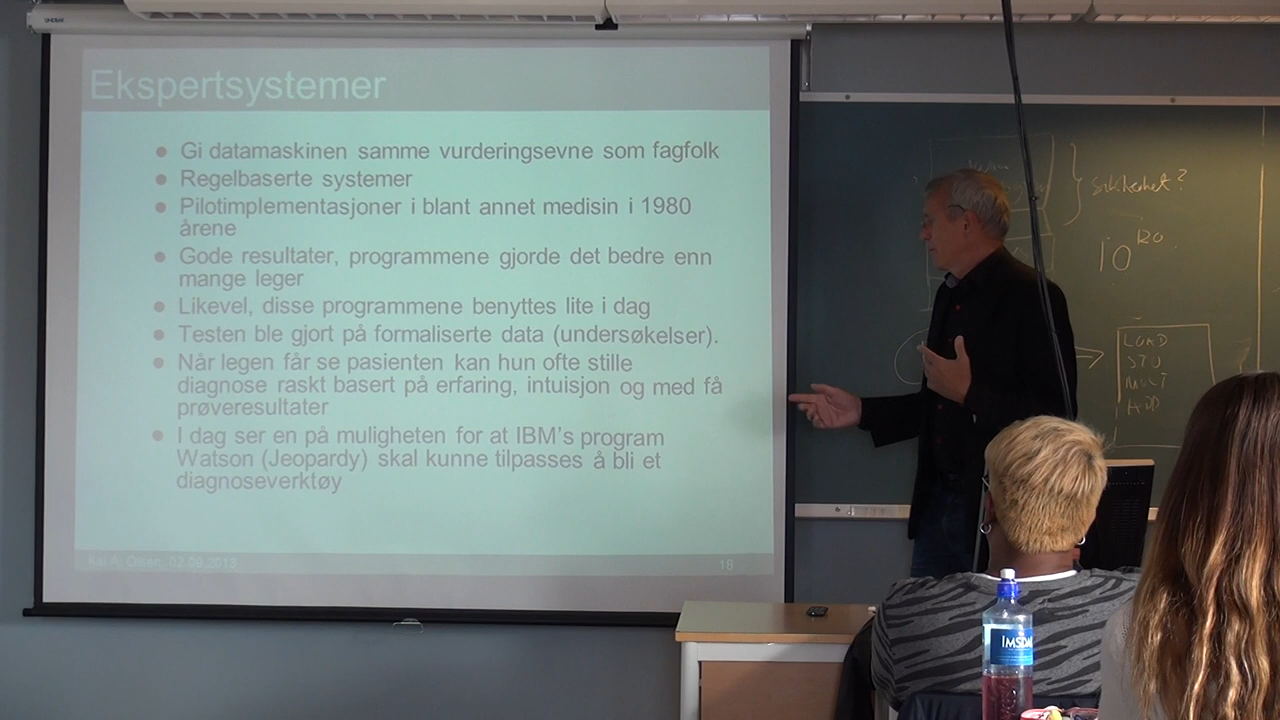 Ekspertsystemer
Gi datamaskinen samme vurderingsevne som fagfolk
Regelbaserte systemer
Pilotimplementasjoner i blant annet medisin i 1980
årene
Gode resultater, programmene gjorde det bedre enn
mange leger
Likevel, disse programmene benyttes lite i dag
Testen ble gjort på formaliserte data (undersøkelser).
Når legen får se pasienten kan hun ofte stille
diagnose raskt basert på erfaring, intuisjon og med få
prøveresultater
I dag ser en på muligheten for at IBM's program
Watson (Jeopardy) skal kunne tilpasses å bli et
diagnoseverktøy
Kai A. Olsen, 02.09.2013
18
sikkerhet?
10
120
LOAD
STO
MULT
ADD
IMSDAL